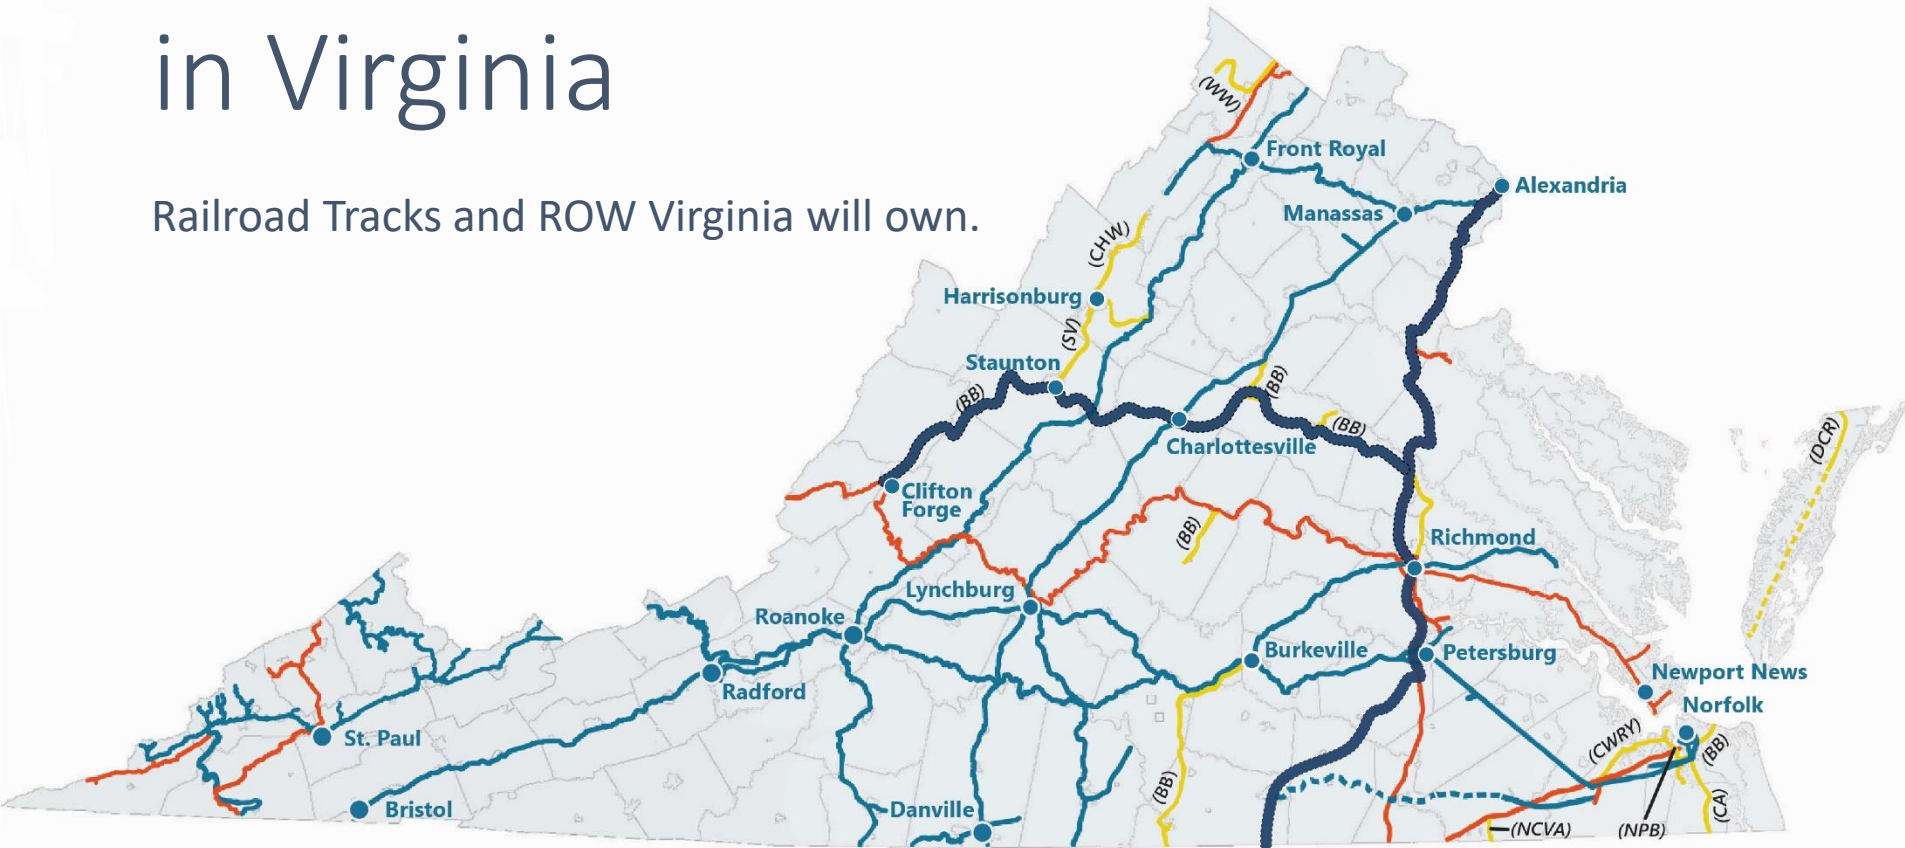 in Virginia
Railroad Tracks and ROW Virginia will own.
(WW)
Front Royal
Alexandria
Manassas
(CHW)
Harrisonburg
(SV)
Staunton
(BB)
(BB)
(BB)
Charlottesville
(DCR)
Clifton
Forge
(BB)
Richmond
Lynchburg
Roanoke
Burkeville
Petersburg
Radford
Newport News
Norfolk
St. Paul
(CWRY)
(BB)
Bristol
Danville
(BB)
(NCVA)
(NPB)
(CA)